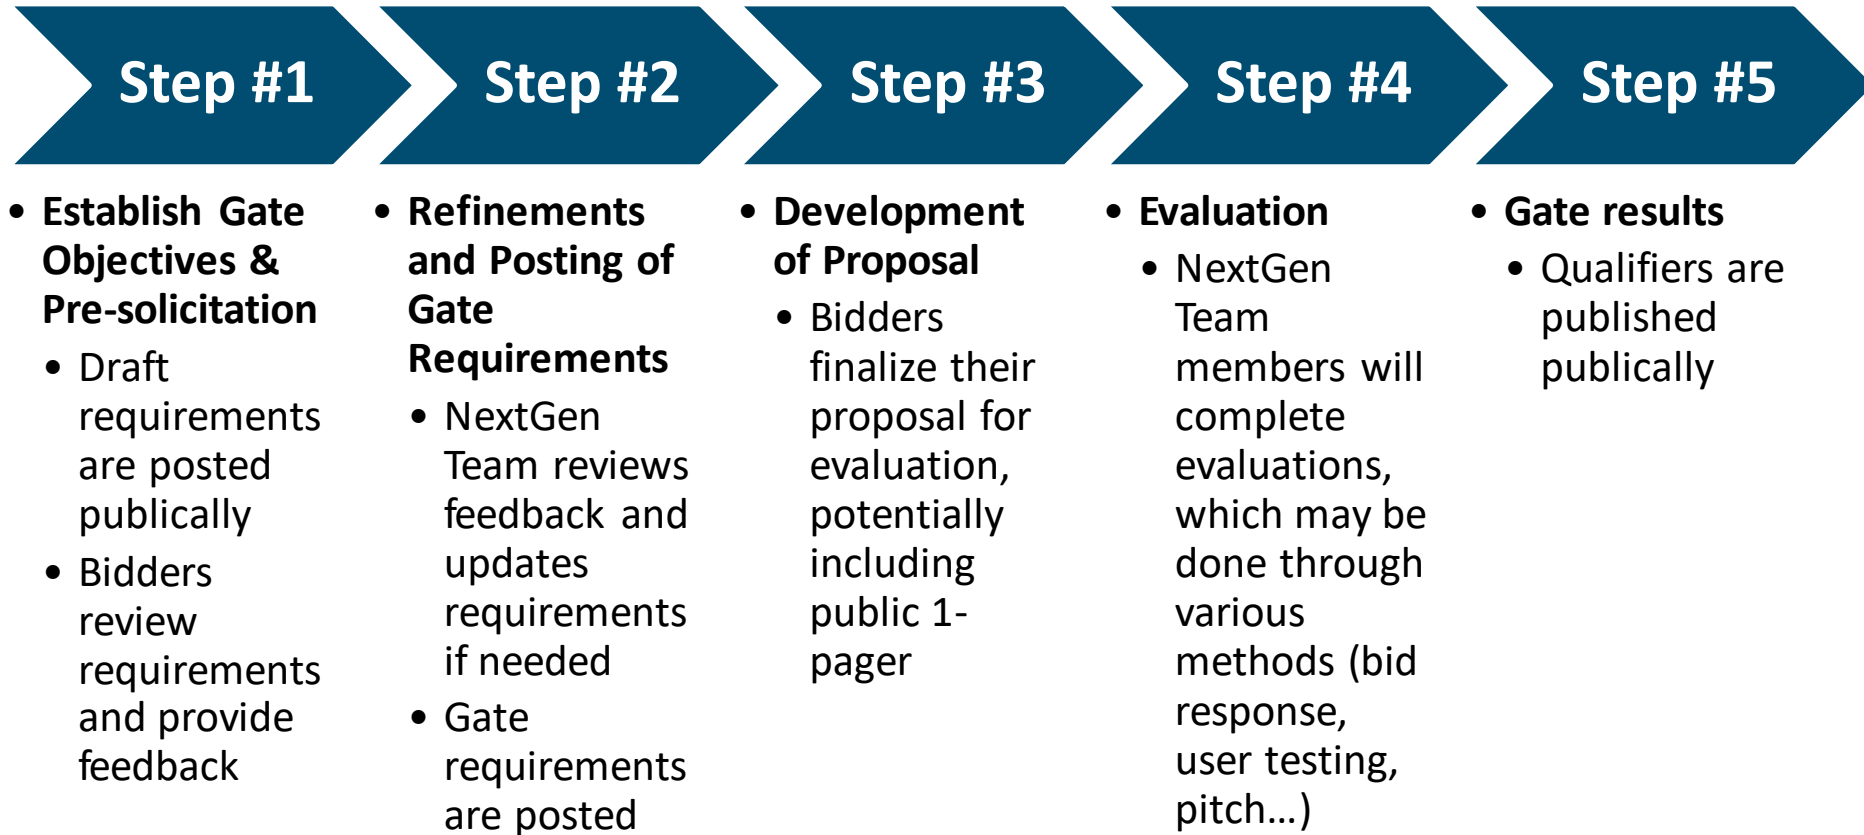 Step #1
Step #2
Step #3
Step #4
Step #5
• Establish Gate
Objectives &
Pre-solicitation
• Draft
requirements
are posted
publically
• Bidders
review
requirements
and provide
feedback
• Refinements
and Posting of
Gate
Requirements
• NextGen
Team reviews
feedback and
updates
requirements
if needed
• Gate
requirements
are posted
• Development
of Proposal
• Bidders
finalize their
proposal for
evaluation,
potentially
including
public 1-
pager
• Evaluation
• NextGen
Team
members will
complete
evaluations,
which may be
done through
various
methods (bid
response,
user testing,
pitch…)
• Gate results
• Qualifiers are
published
publically